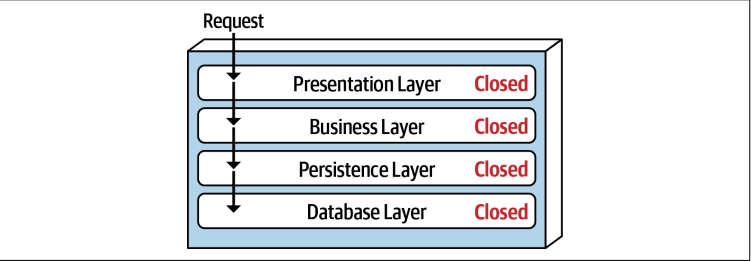 Request
Presentation Layer Closed
Business Layer Closed
Persistence Layer Closed
Database Layer Closed